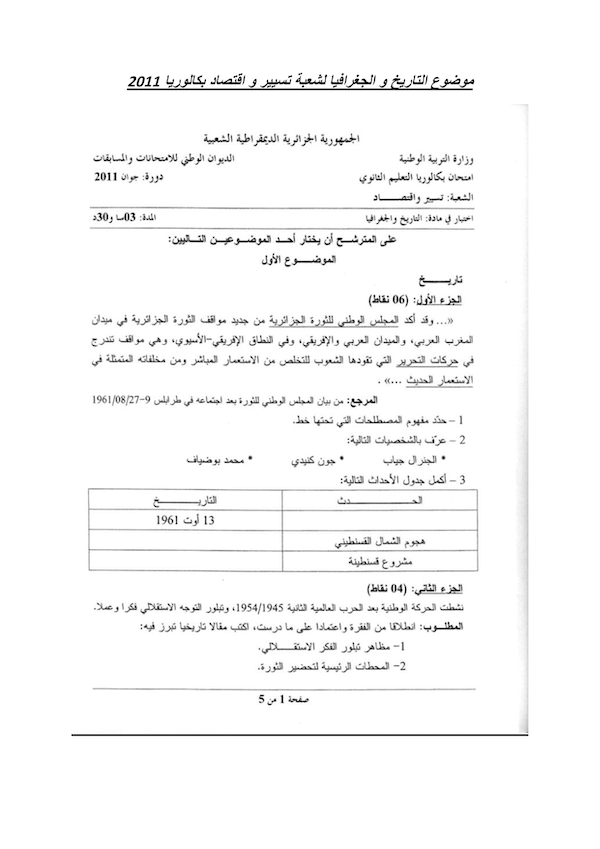 موضوع التاريخ و الجغرافيا لشعبة تسيير و اقتصاد بكالوريا 2011
الجمهورية الجزائرية الديمقراطية الشعبية
وزارة التربية الوطنية الديوان الوطني للامتحانات والمسابقات
امتحان بكالوريا التعليم الثانوي دورة: جوان 2011
الشعبة: تسيير واقتصاد
اختبار في مادة: التاريخ والجغرافيا المدة: 03سا و30د
على المترشح أن يختار أحد الموضوعين التاليين:
الموضوع الأول
تاريخ
الجزء الأول: (06 نقاط)
«... وقد أكد المجلس الوطني للثورة الجزائرية من جديد مواقف الثورة الجزائرية في ميدان
المغرب العربي، والميدان العربي والإفريقي، وفي النطاق الإفريقي-الأسيوي، وهي مواقف تندرج
في حركات التحرير التي تقودها الشعوب للتخلص من الاستعمار المباشر ومن مخلفاته المتمثلة في
الاستعمار الحديث ...» .
المرجع: من بيان المجلس الوطني للثورة بعد اجتماعه في طرابلس 9-1961/08/27
1 – حدّد مفهوم المصطلحات التي تحتها خط.
2 – عرّف بالشخصيات التالية:
* الجنرال جياب * جون كنيدي * محمد بوضياف
3 – أكمل جدول الأحداث التالية:
الحدث التاريخ
13 أوت 1961
هجوم الشمال القسنطيني
مشروع قسنطينة
الجزء الثاني: (04 نقاط)
نشطت الحركة الوطنية بعد الحرب العالمية الثانية 1954/1945، وتبلور التوجه الاستقلالي فكرا وعملا.
المطلوب: انطلاقا من الفقرة واعتمادا على ما درست، اكتب مقالا تاريخيا تبرز فيه:
1– مظاهر تبلور الفكر الاستقلالي.
2– المحطات الرئيسية لتحضير الثورة.
صفحة 1 من 5